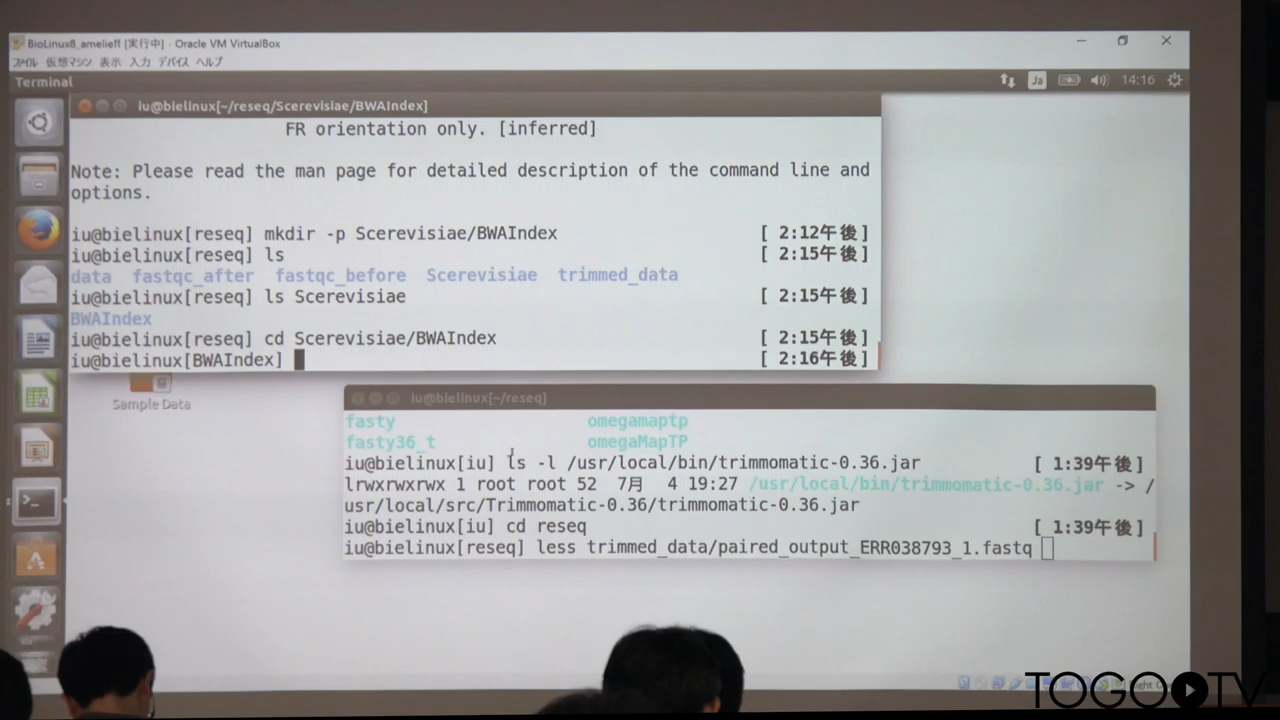 BioLinux8_amelieff [実行中] - Oracle VM VirtualBox
ファイル 仮想マシン 表示 入力 デバイス ヘルプ
Terminal
Ja
14:16
iu@bielinux[~/reseq/Scerevisiae/BWAIndex]
FR orientation only. [inferred]
Note: Please read the man page for detailed description of the command line and
options.
iu@bielinux[reseq] mkdir -p Scerevisiae/BWAIndex [ 2:12午後]
iu@bielinux[reseq] ls [ 2:15午後]
data fastqc_after fastqc_before Scerevisiae trimmed_data
iu@bielinux[reseq] ls Scerevisiae [ 2:15午後]
BWAIndex
iu@bielinux[reseq] cd Scerevisiae/BWAIndex [ 2:15午後]
iu@bielinux[BWAIndex] [ 2:16午後]
Sample Data
iu@bielinux[~/reseq]
fasty omegamaptp
fasty36_t omegaMapTP
iu@bielinux[iu] ls -l /usr/local/bin/trimmomatic-0.36.jar [ 1:39午後]
lrwxrwxrwx 1 root root 52 7月 4 19:27 /usr/local/bin/trimmomatic-0.36.jar -> /
usr/local/src/Trimmomatic-0.36/trimmomatic-0.36.jar
iu@bielinux[iu] cd reseq [ 1:39午後]
iu@bielinux[reseq] less trimmed_data/paired_output_ERR038793_1.fastq
TOGOTV